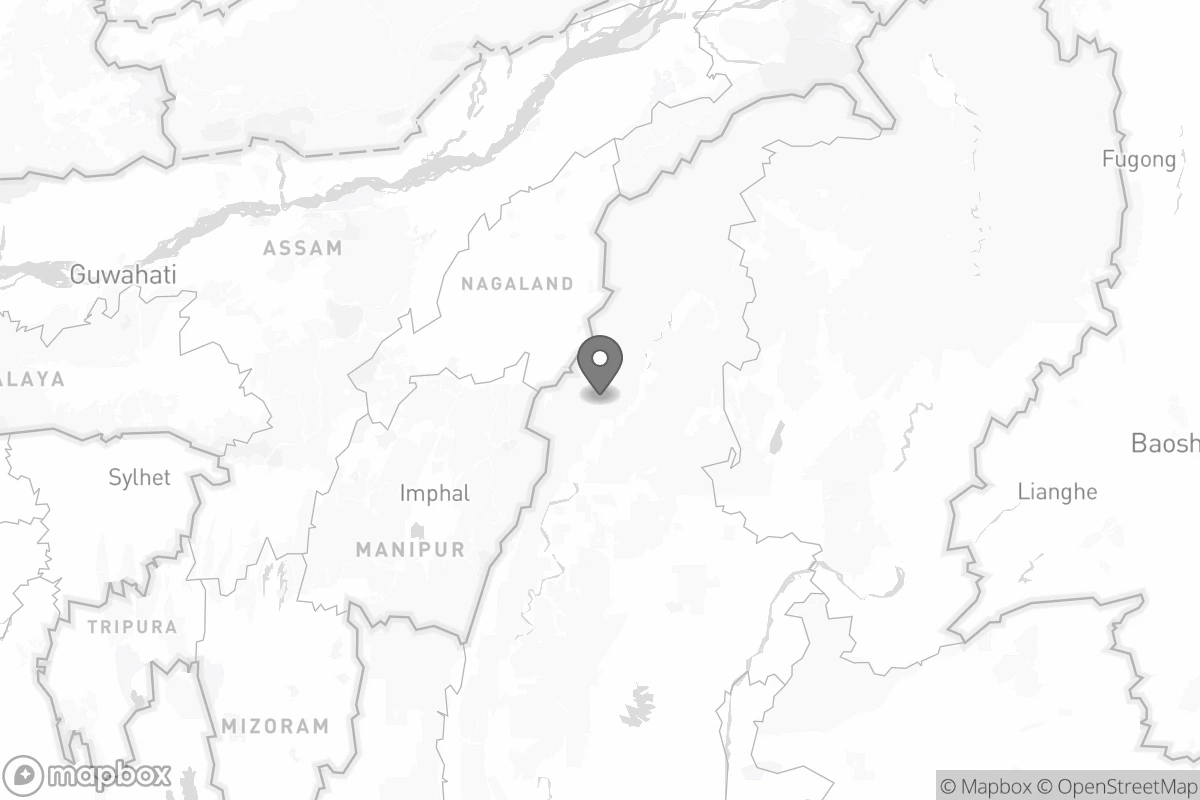 Fugong
ASSAM
Guwahati
NAGALAND
ALAYA
Sylhet
Imphal
Baosh
Lianghe
MANIPUR
TRIPURA
MIZORAM
mapbox
© Mapbox © OpenStreetMap